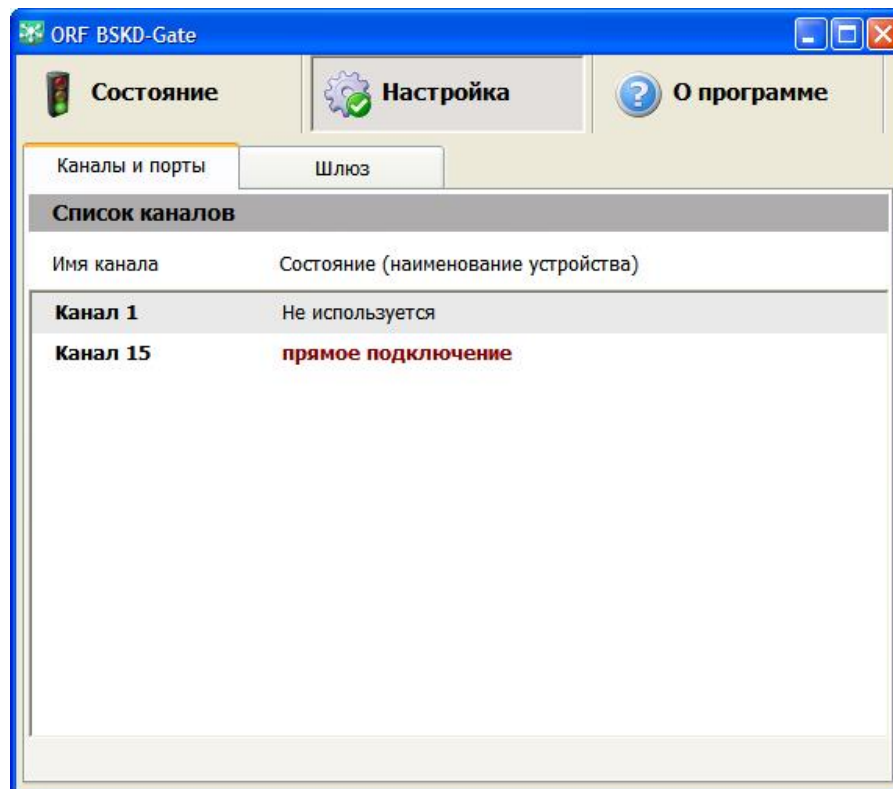 ORF BSKD-Gate
Состояние Настройка О программе
Каналы и порты Шлюз
Список каналов
Имя канала Состояние (наименование устройства)
Канал 1 Не используется
Канал 15 прямое подключение